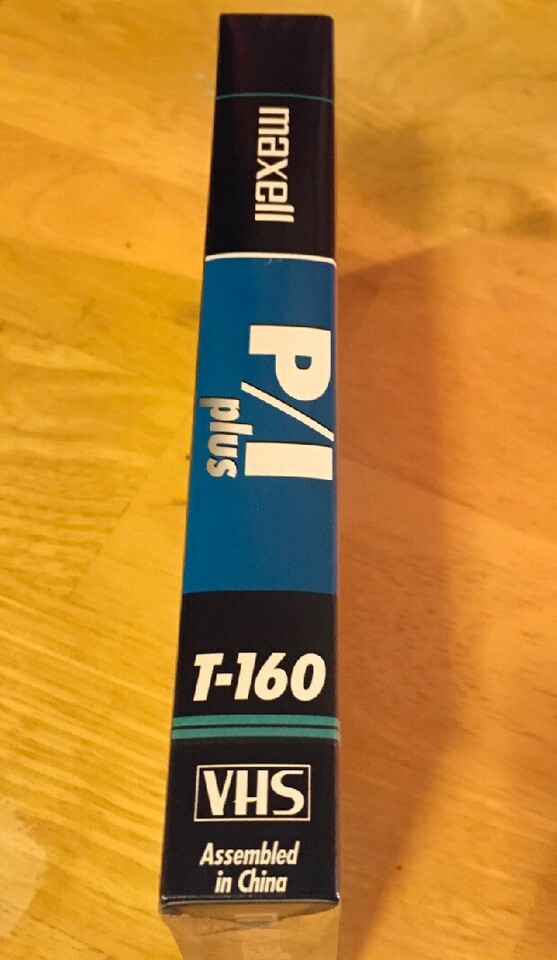 maxell
P/I
plus
T-160
VHS
Assembled
in China